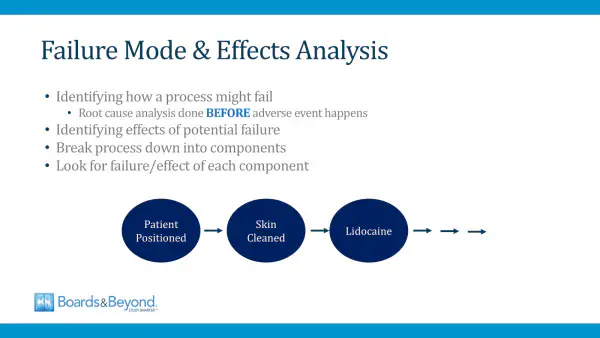 Failure Mode & Effects Analysis
• Identifying how a process might fail
• Root cause analysis done BEFORE adverse event happens
• Identifying effects of potential failure
• Break process down into components
• Look for failure/effect of each component
Patient
Positioned
Skin
Cleaned
Lidocaine
Boards&Beyond.